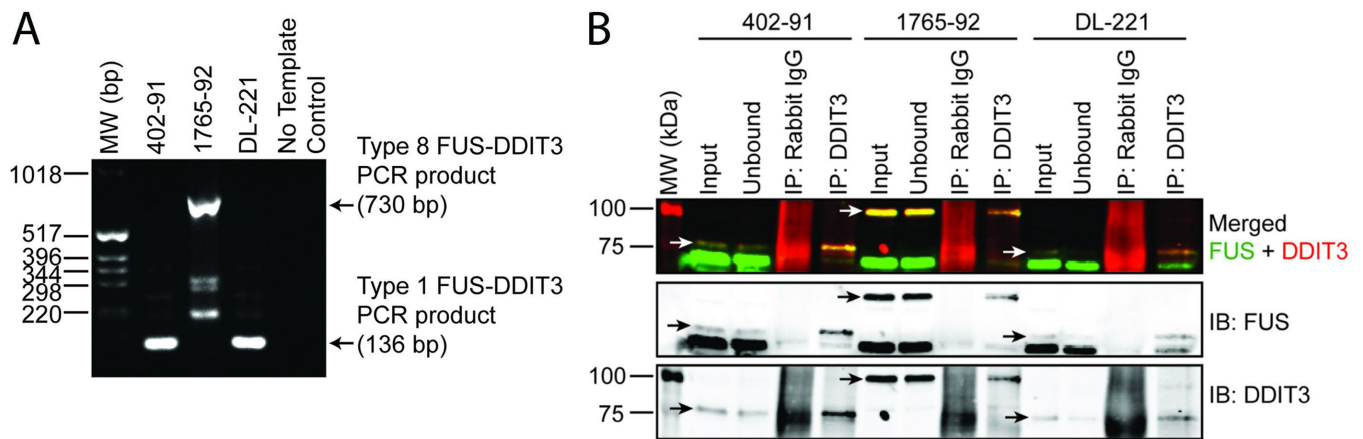 A
MW (bp)
402-91
1765-92
DL-221
No Template
Control
1018
517
396
344
298
220
Type 8 FUS-DDIT3
PCR product
(730 bp)
Type 1 FUS-DDIT3
PCR product
(136 bp)
B
402-91
1765-92
DL-221
MW (kDa)
Input
Unbound
IP: Rabbit IgG
IP: DDIT3
Input
Unbound
IP: Rabbit IgG
IP: DDIT3
Input
Unbound
IP: Rabbit IgG
IP: DDIT3
100
75
Merged
FUS + DDIT3
IB: FUS
100
75
IB: DDIT3